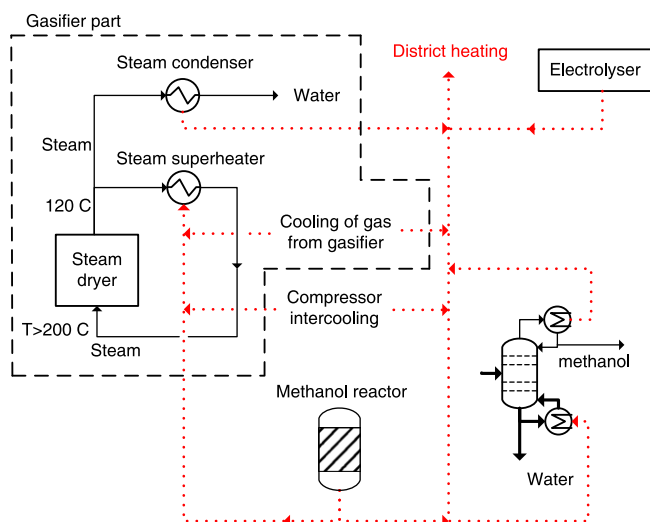 Gasifier part
Steam condenser
District heating
Electrolyser
Water
Steam
Steam superheater
120 C
Cooling of gas
from gasifier
Steam
dryer
T>200 C
Steam
Compressor
intercooling
methanol
Methanol reactor
Water